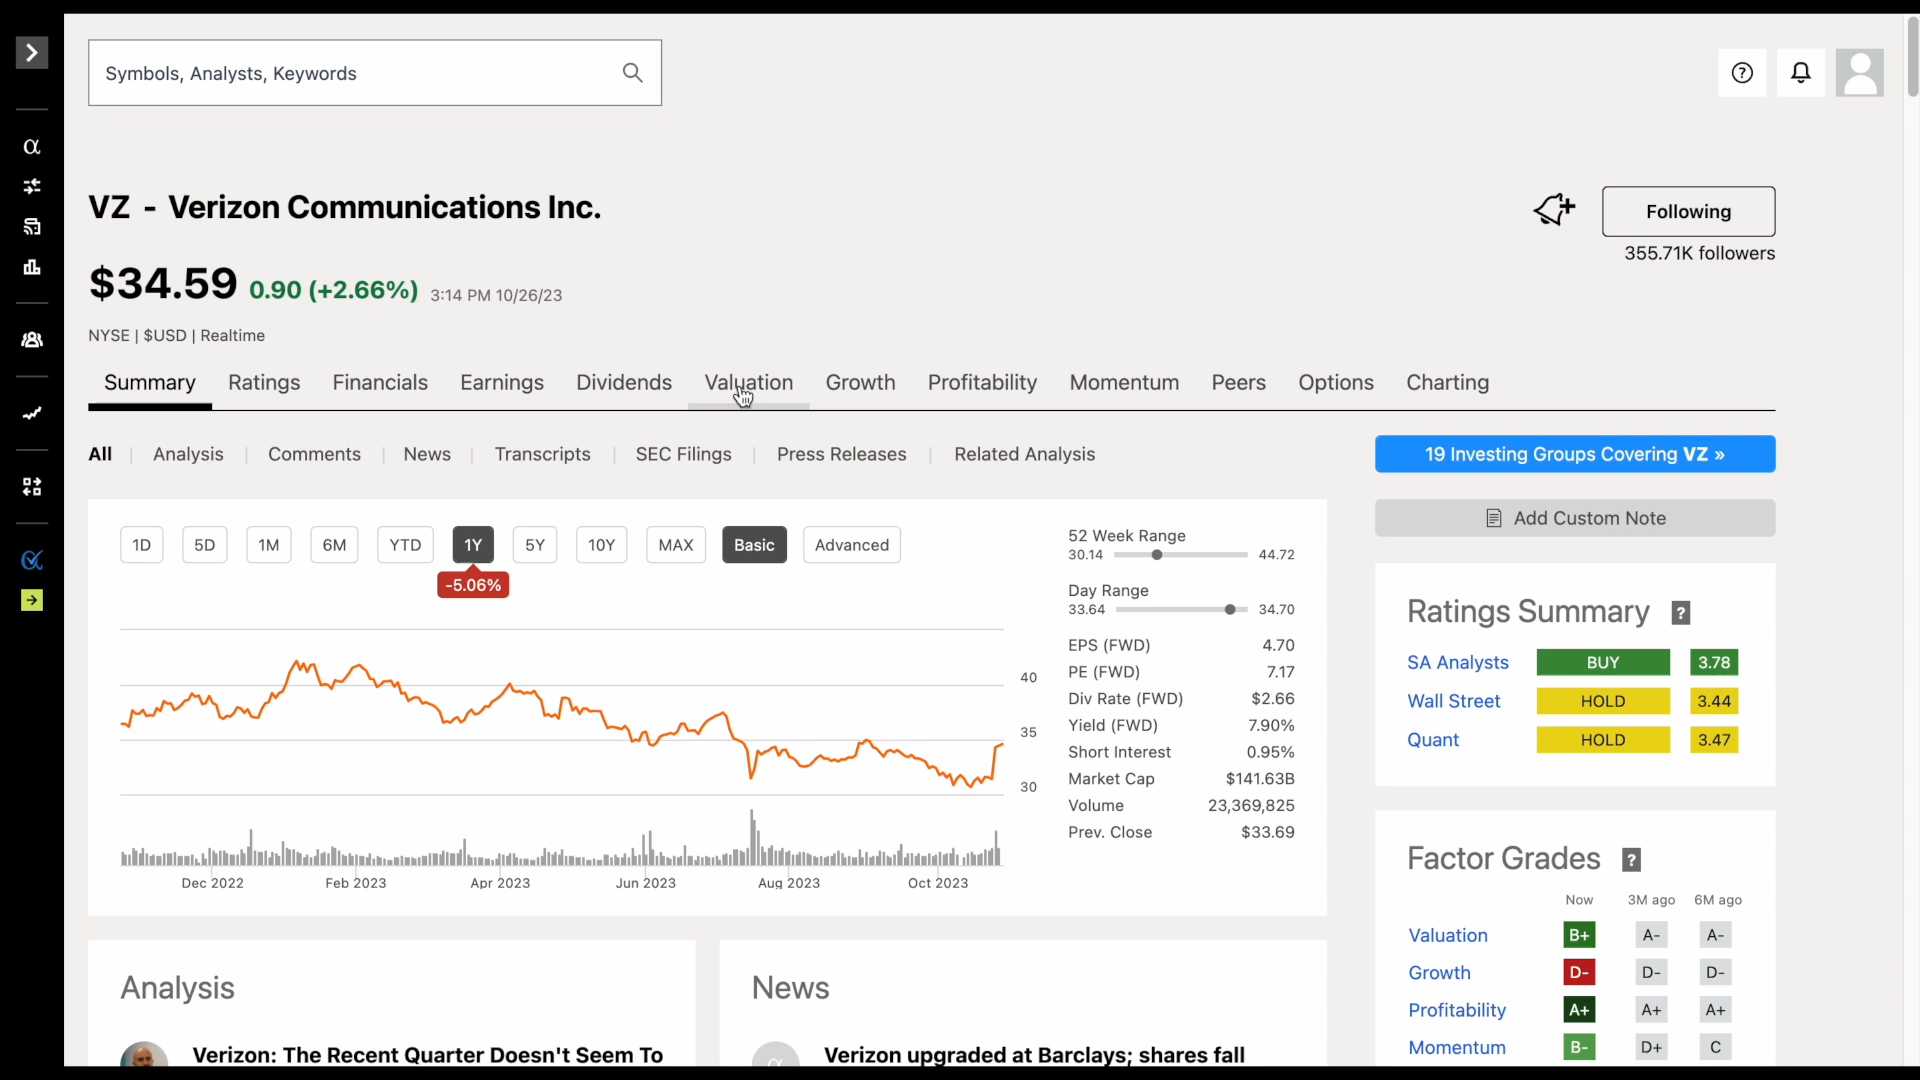 Symbols, Analysts, Keywords
VZ - Verizon Communications Inc.
Following
355.71K followers
$34.59 0.90 (+2.66%) 3:14 PM 10/26/23
NYSE | $USD | Realtime
Summary Ratings Financials Earnings Dividends Valuation Growth Profitability Momentum Peers Options Charting
All | Analysis | Comments | News | Transcripts | SEC Filings | Press Releases | Related Analysis
19 Investing Groups Covering VZ »
Add Custom Note
1D 5D 1M 6M YTD 1Y 5Y 10Y MAX Basic Advanced
-5.06%
40
35
30
Dec 2022 Feb 2023 Apr 2023 Jun 2023 Aug 2023 Oct 2023
52 Week Range
30.14 44.72
Day Range
33.64 34.70
EPS (FWD) 4.70
PE (FWD) 7.17
Div Rate (FWD) $2.66
Yield (FWD) 7.90%
Short Interest 0.95%
Market Cap $141.63B
Volume 23,369,825
Prev. Close $33.69
Ratings Summary ?
SA Analysts BUY 3.78
Wall Street HOLD 3.44
Quant HOLD 3.47
Factor Grades ?
Now 3M ago 6M ago
Valuation B+ A- A-
Growth D- D- D-
Profitability A+ A+ A+
Momentum B- D+ C
Analysis
Verizon: The Recent Quarter Doesn't Seem To
News
Verizon upgraded at Barclays; shares fall